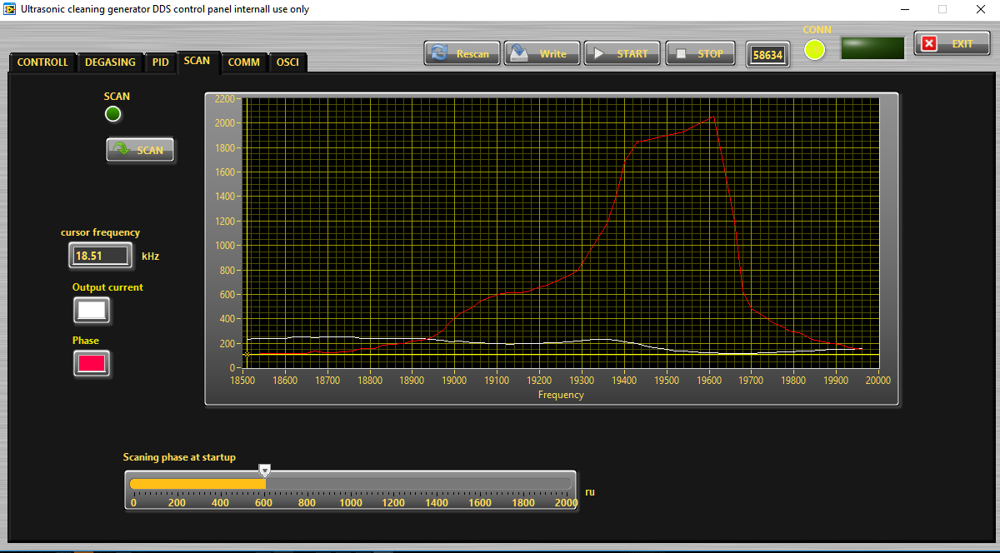 Ultrasonic cleaning generator DDS control panel internall use only
CONTROLL DEGASING PID SCAN COMM OSCI
Rescan Write START STOP 58634 CONN EXIT
SCAN
SCAN
cursor frequency
18.51 kHz
Output current
Phase
2200
2000
1800
1600
1400
1200
1000
800
600
400
200
0
18500 18600 18700 18800 18900 19000 19100 19200 19300 19400 19500 19600 19700 19800 19900 20000
Frequency
Scaning phase at startup
0 200 400 600 800 1000 1200 1400 1600 1800 2000 ru